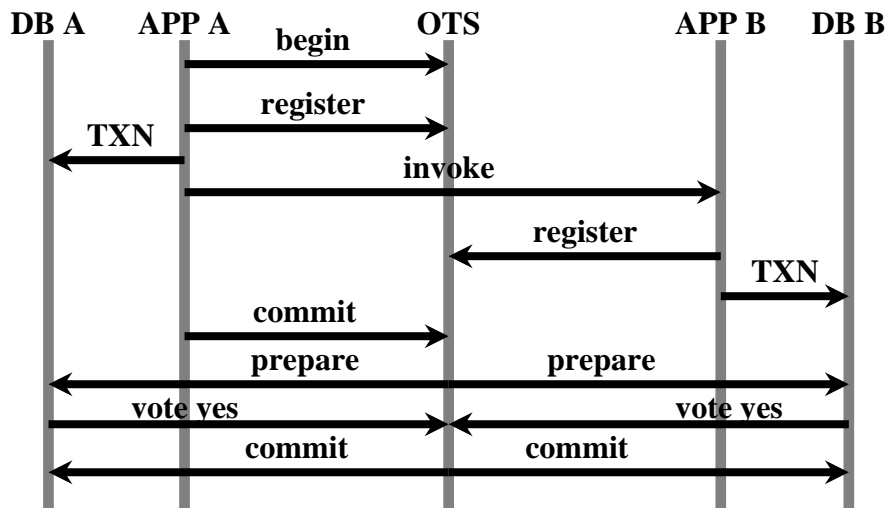 DB A APP A OTS APP B DB B
begin
register
TXN
invoke
register
TXN
commit
prepare prepare
vote yes vote yes
commit commit